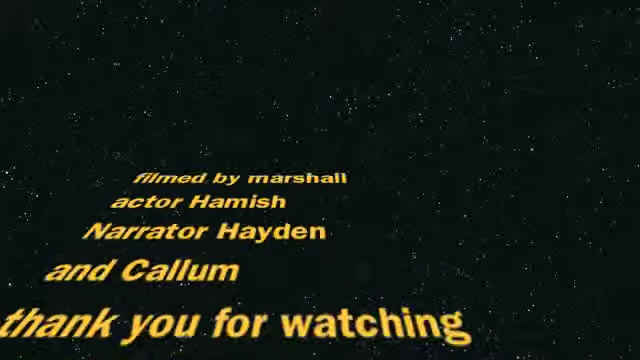 filmed by marshall
actor Hamish
Narrator Hayden
and Callum
thank you for watching